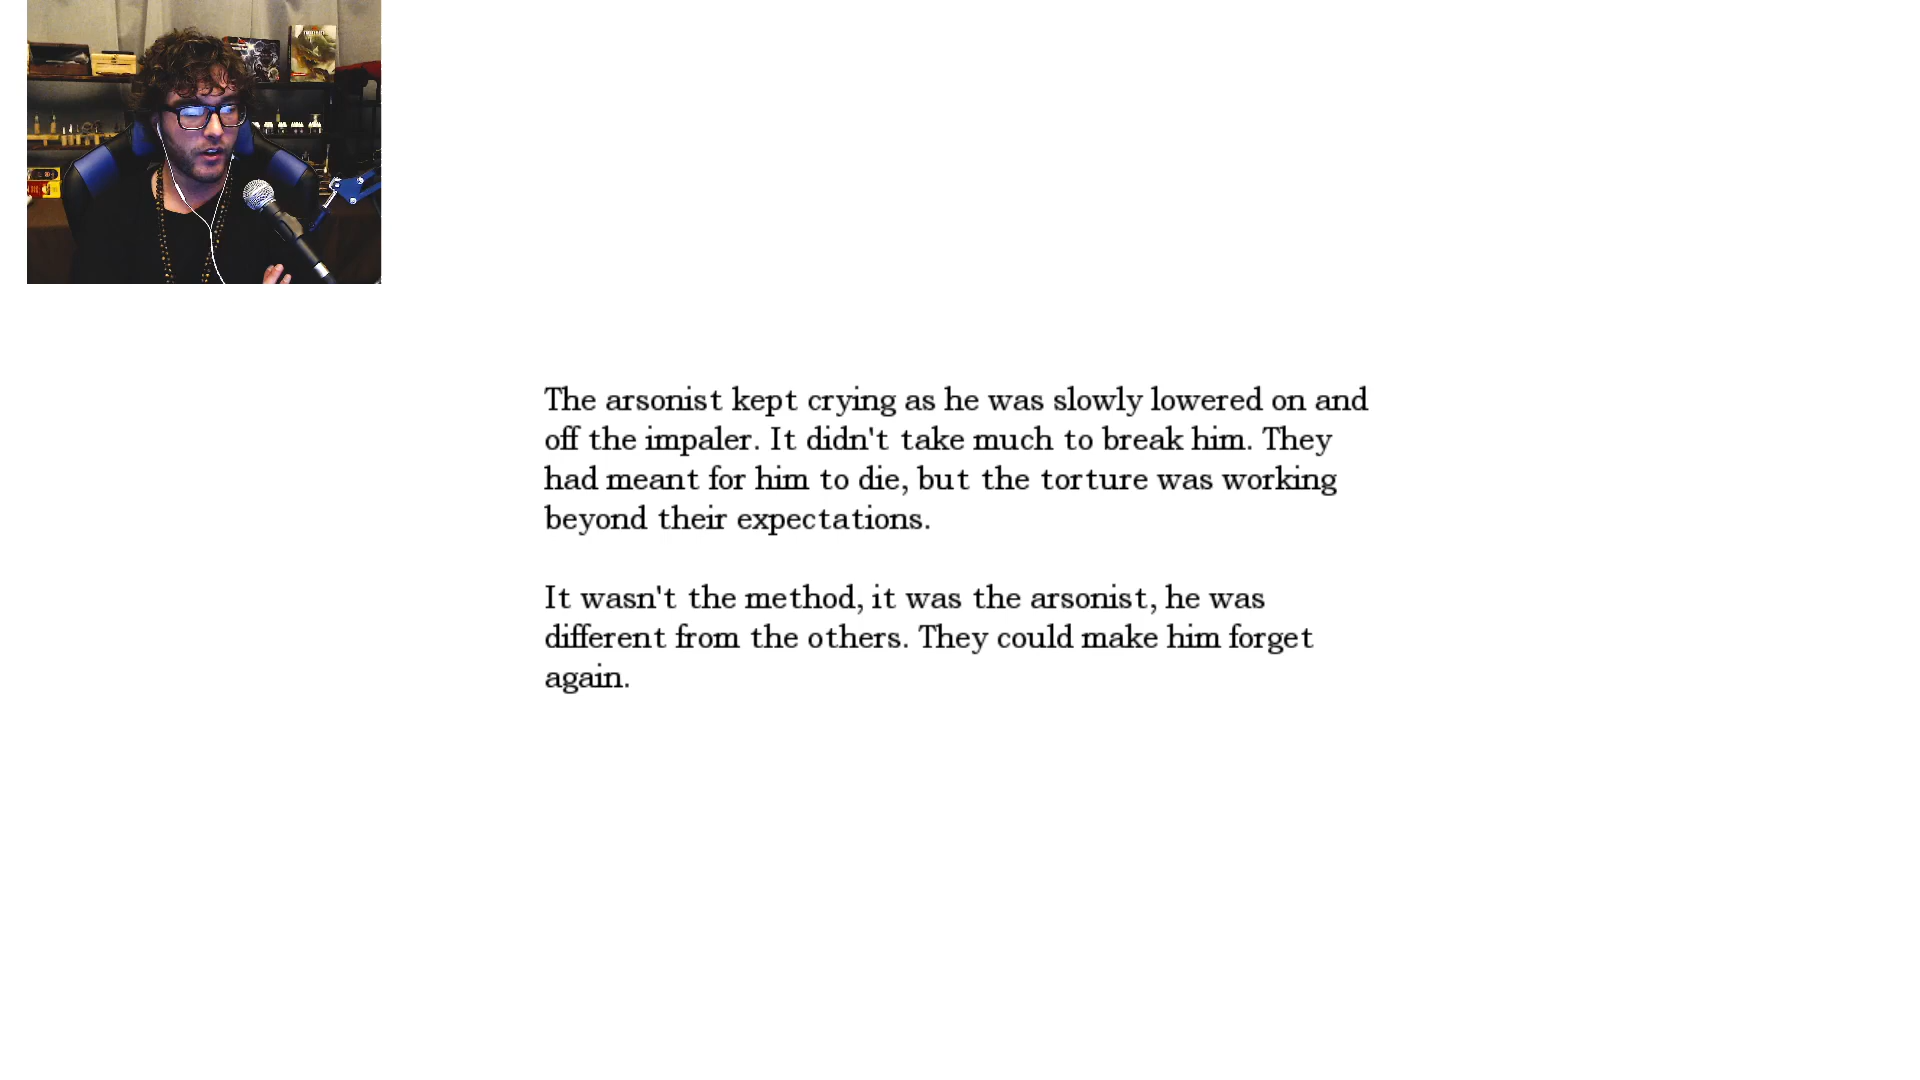 The arsonist kept crying as he was slowly lowered on and
off the impaler. It didn't take much to break him. They
had meant for him to die, but the torture was working
beyond their expectations.
It wasn't the method, it was the arsonist, he was
different from the others. They could make him forget
again.